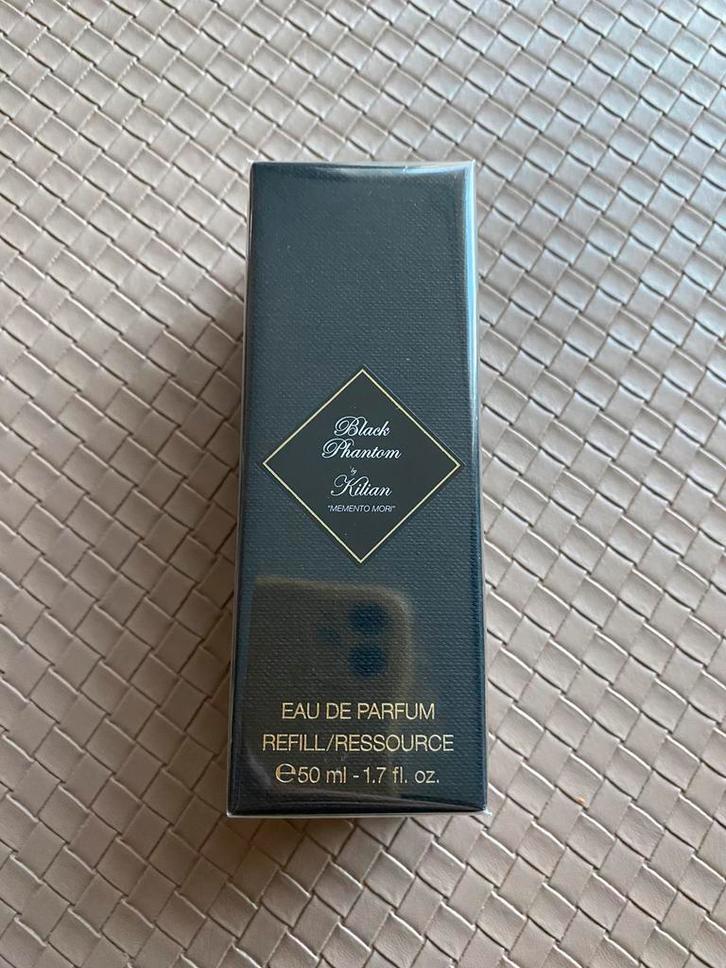 Black
Phantom
by
Kilian
"MEMENTO MORI"
EAU DE PARFUM
REFILL/RESSOURCE
℮50 ml - 1.7 fl. oz.